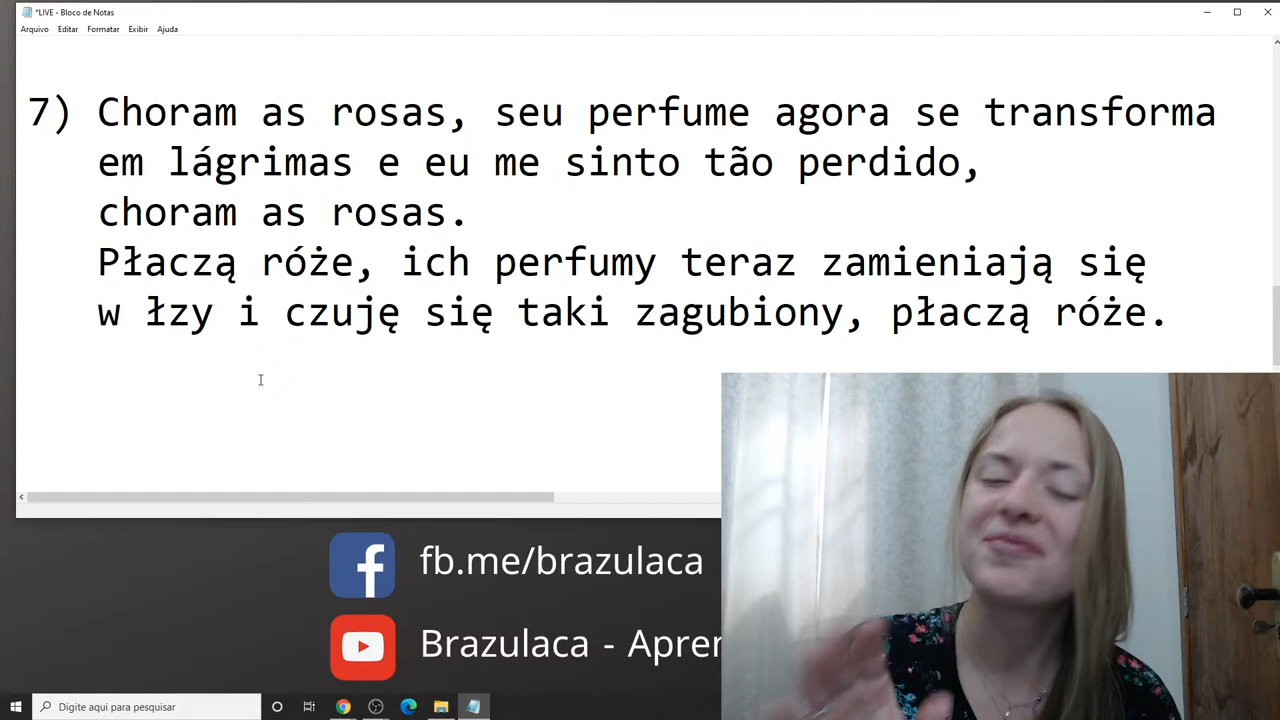 *LIVE - Bloco de Notas
Arquivo Editar Formatar Exibir Ajuda
7) Choram as rosas, seu perfume agora se transforma
em lágrimas e eu me sinto tão perdido,
choram as rosas.
Płaczą róże, ich perfumy teraz zamieniają się
w łzy i czuję się taki zagubiony, płaczą róże.
fb.me/brazulaca
Brazulaca - Apren
Digite aqui para pesquisar